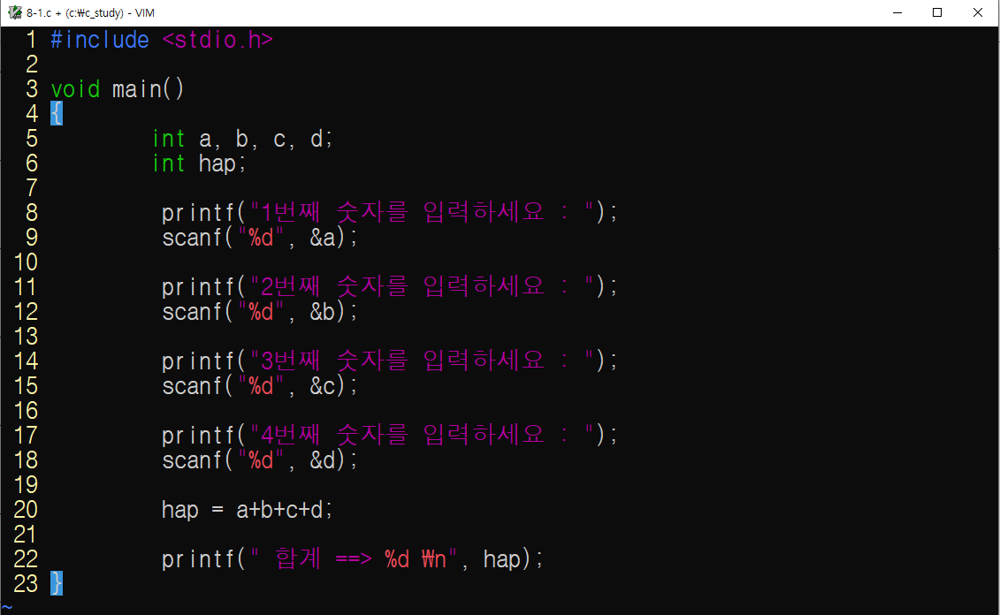 8-1.c + (c:₩c_study) - VIM
1 #include <stdio.h>
2
3 void main()
4 {
5 int a, b, c, d;
6 int hap;
7
8 printf("1번째 숫자를 입력하세요 : ");
9 scanf("%d", &a);
10
11 printf("2번째 숫자를 입력하세요 : ");
12 scanf("%d", &b);
13
14 printf("3번째 숫자를 입력하세요 : ");
15 scanf("%d", &c);
16
17 printf("4번째 숫자를 입력하세요 : ");
18 scanf("%d", &d);
19
20 hap = a+b+c+d;
21
22 printf(" 합계 ==> %d ₩n", hap);
23 }
~